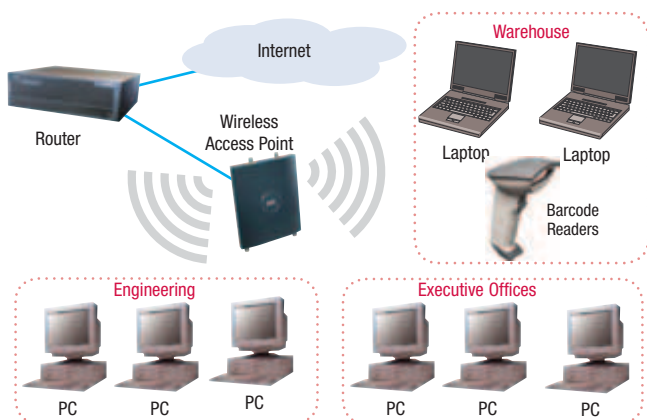 Internet
Warehouse
Router
Wireless
Access Point
Laptop
Laptop
Barcode
Readers
Engineering
Executive Offices
PC
PC
PC
PC
PC
PC